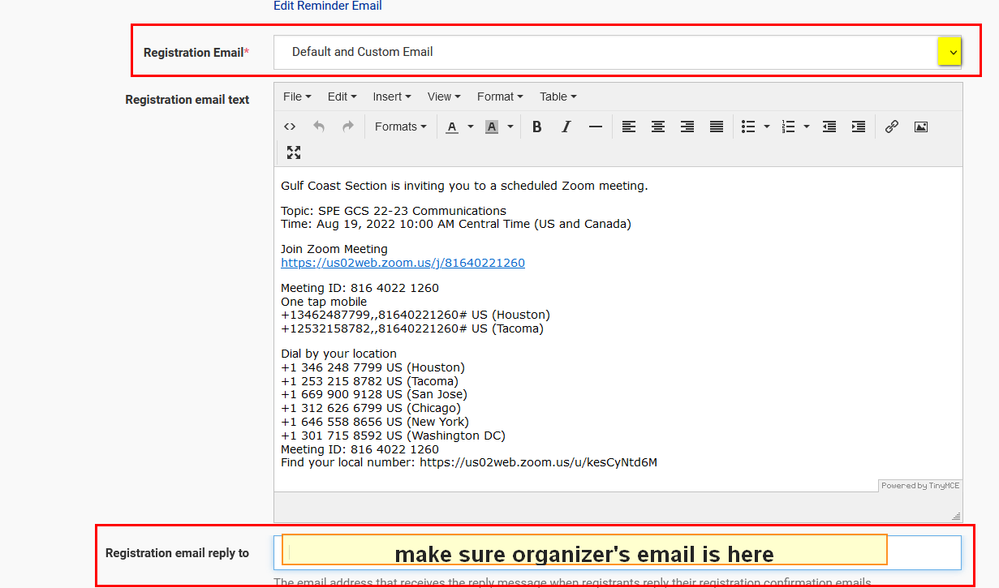 Edit Reminder Email
Registration Email*
Default and Custom Email
Registration email text
File Edit Insert View Format Table
Formats A A B I
Gulf Coast Section is inviting you to a scheduled Zoom meeting.
Topic: SPE GCS 22-23 Communications
Time: Aug 19, 2022 10:00 AM Central Time (US and Canada)
Join Zoom Meeting
https://us02web.zoom.us/j/81640221260
Meeting ID: 816 4022 1260
One tap mobile
+13462487799,,81640221260# US (Houston)
+12532158782,,81640221260# US (Tacoma)
Dial by your location
+1 346 248 7799 US (Houston)
+1 253 215 8782 US (Tacoma)
+1 669 900 9128 US (San Jose)
+1 312 626 6799 US (Chicago)
+1 646 558 8656 US (New York)
+1 301 715 8592 US (Washington DC)
Meeting ID: 816 4022 1260
Find your local number: https://us02web.zoom.us/u/kesCyNtd6M
Powered by TinyMCE
Registration email reply to
make sure organizer's email is here
The email address that receives the reply message when registrants reply their registration confirmation emails